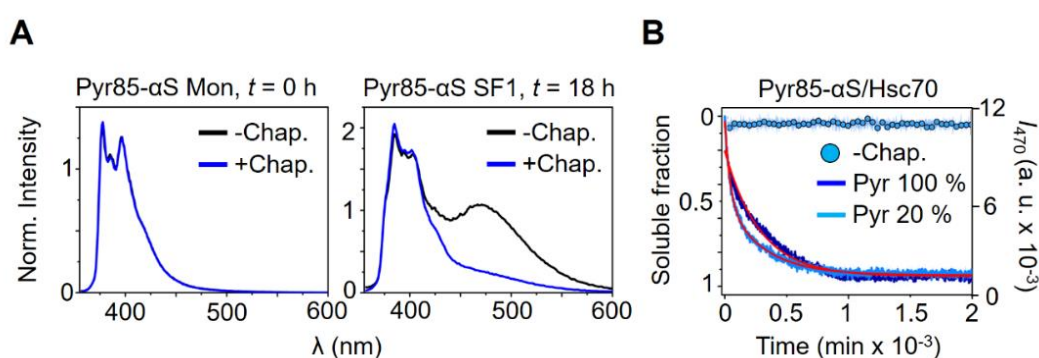 A
B
Pyr85-αS Mon, t = 0 h
Pyr85-αS SF1, t = 18 h
Pyr85-αS/Hsc70
Norm. Intensity
1
0
-Chap.
+Chap.
400
500
600
2
1
0
-Chap.
+Chap.
400
500
600
λ (nm)
Soluble fraction
0
0.5
1
-Chap.
Pyr 100 %
Pyr 20 %
12
6
0
I470 (a. u. x 10-3)
0
0.5
1
1.5
2
Time (min x 10-3)